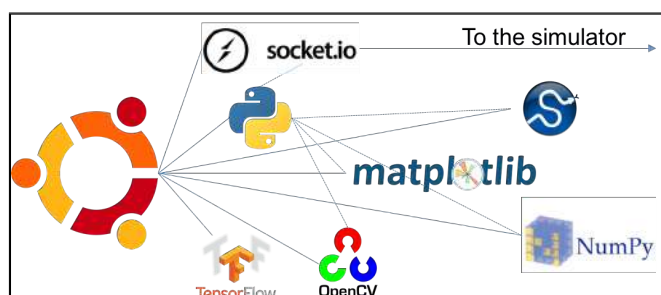 socket.io
To the simulator
matplotlib
NumPy
TensorFlow
OpenCV